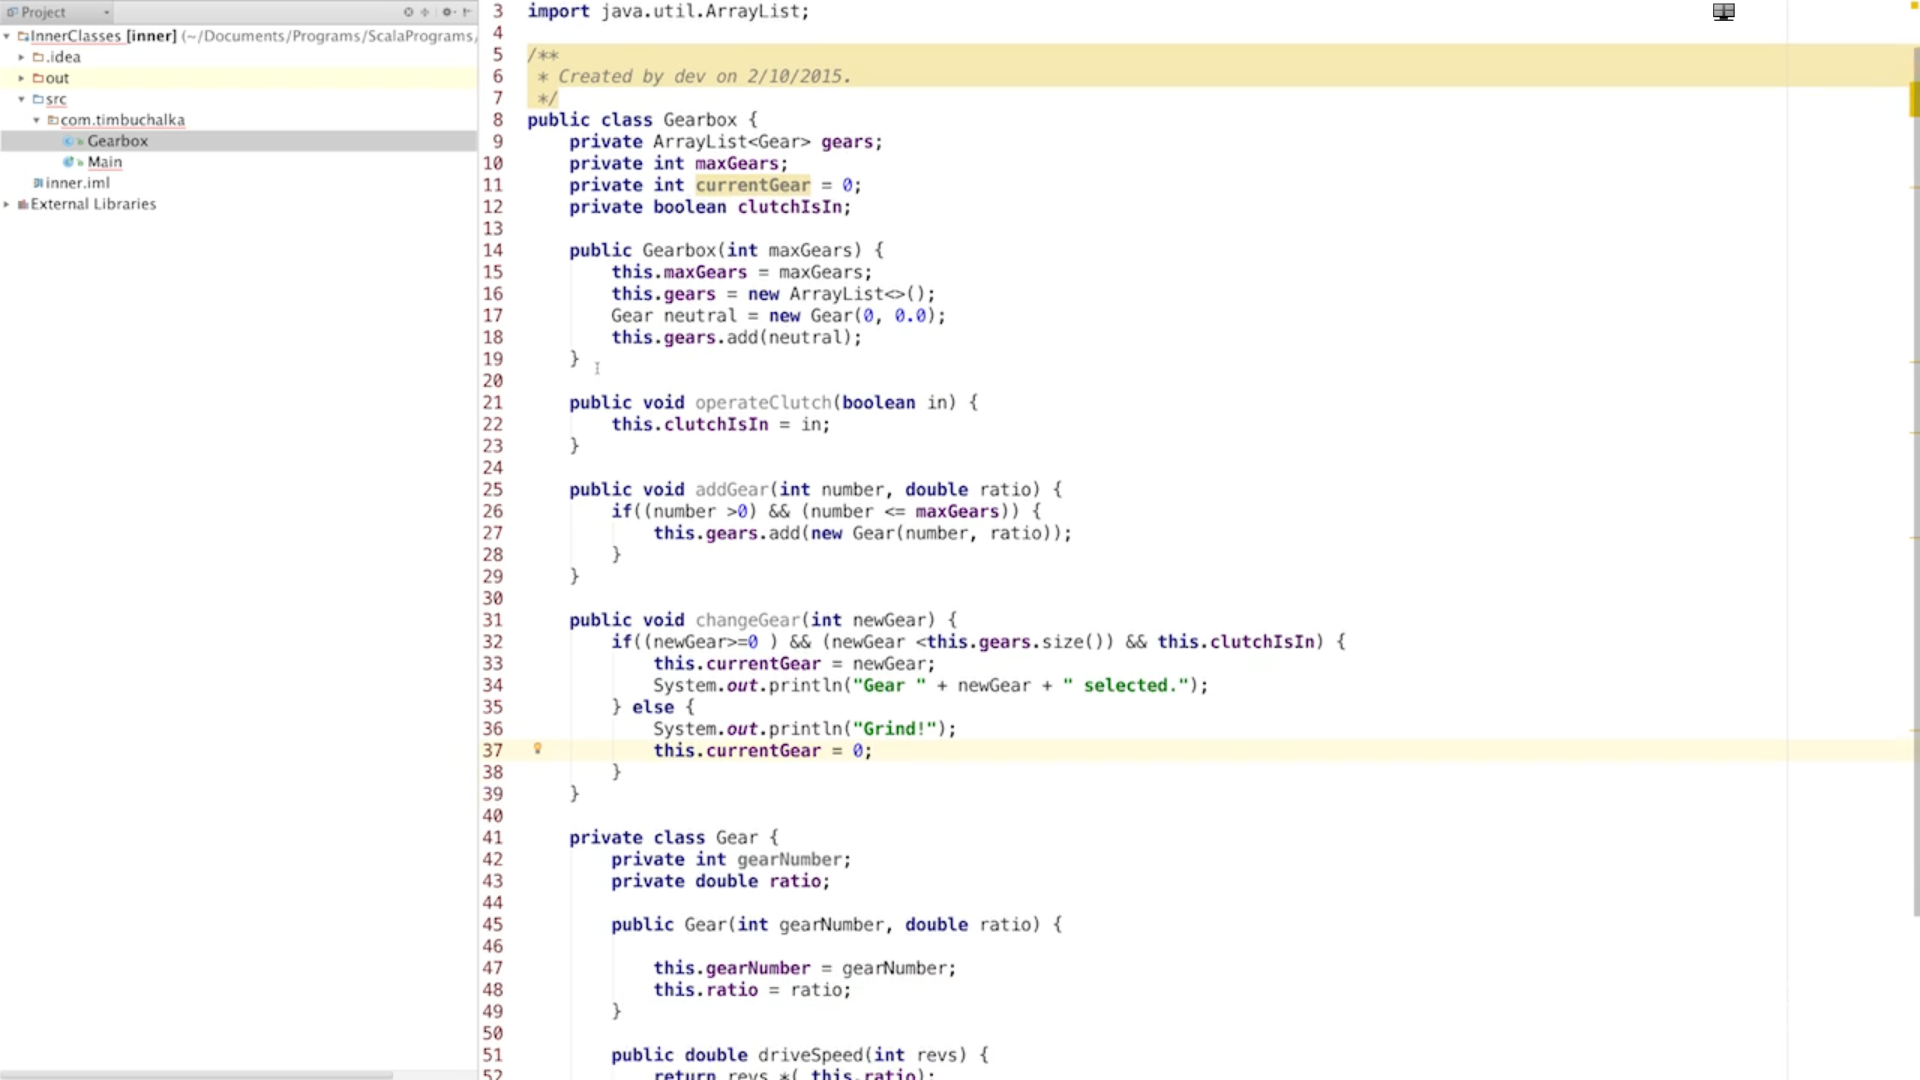 Project
InnerClasses [inner] (~/Documents/Programs/ScalaPrograms/
.idea
out
src
com.timbuchalka
Gearbox
Main
inner.iml
External Libraries
3 import java.util.ArrayList;
4
5 /**
6 * Created by dev on 2/10/2015.
7 */
8 public class Gearbox {
9 private ArrayList<Gear> gears;
10 private int maxGears;
11 private int currentGear = 0;
12 private boolean clutchIsIn;
13
14 public Gearbox(int maxGears) {
15 this.maxGears = maxGears;
16 this.gears = new ArrayList<>();
17 Gear neutral = new Gear(0, 0.0);
18 this.gears.add(neutral);
19 }
20
21 public void operateClutch(boolean in) {
22 this.clutchIsIn = in;
23 }
24
25 public void addGear(int number, double ratio) {
26 if((number >0) && (number <= maxGears)) {
27 this.gears.add(new Gear(number, ratio));
28 }
29 }
30
31 public void changeGear(int newGear) {
32 if((newGear>=0 ) && (newGear <this.gears.size()) && this.clutchIsIn) {
33 this.currentGear = newGear;
34 System.out.println("Gear " + newGear + " selected.");
35 } else {
36 System.out.println("Grind!");
37 this.currentGear = 0;
38 }
39 }
40
41 private class Gear {
42 private int gearNumber;
43 private double ratio;
44
45 public Gear(int gearNumber, double ratio) {
46
47 this.gearNumber = gearNumber;
48 this.ratio = ratio;
49 }
50
51 public double driveSpeed(int revs) {
52 return revs *( this.ratio);